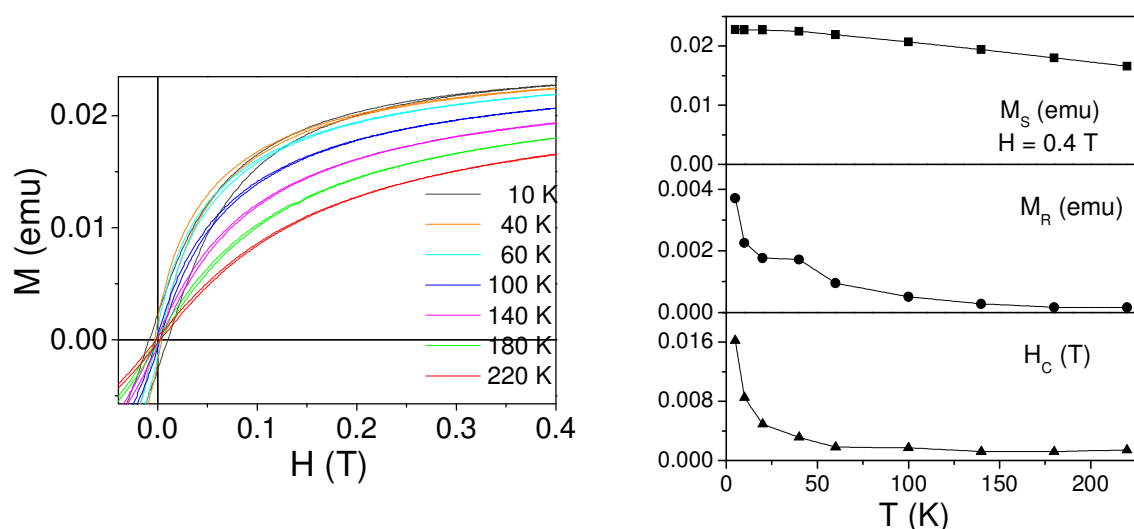 0.02
0.01
0.00
M (emu)
10 K
40 K
60 K
100 K
140 K
180 K
220 K
0.0 0.1 0.2 0.3 0.4
H (T)
0.02
0.01
0.00
M_S (emu)
H = 0.4 T
0.004
0.002
0.000
M_R (emu)
0.016
0.008
0.000
H_C (T)
0 50 100 150 200
T (K)